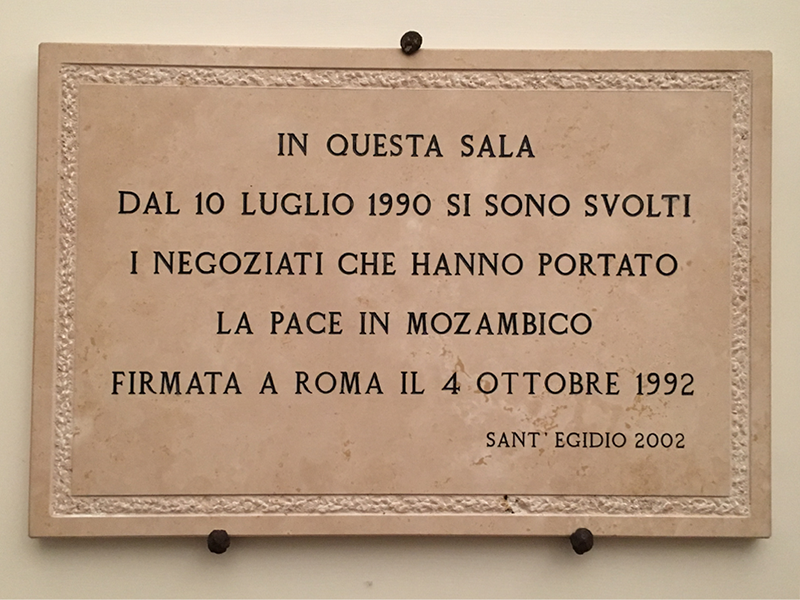 IN QUESTA SALA
DAL 10 LUGLIO 1990 SI SONO SVOLTI
I NEGOZIATI CHE HANNO PORTATO
LA PACE IN MOZAMBICO
FIRMATA A ROMA IL 4 OTTOBRE 1992
SANT' EGIDIO 2002